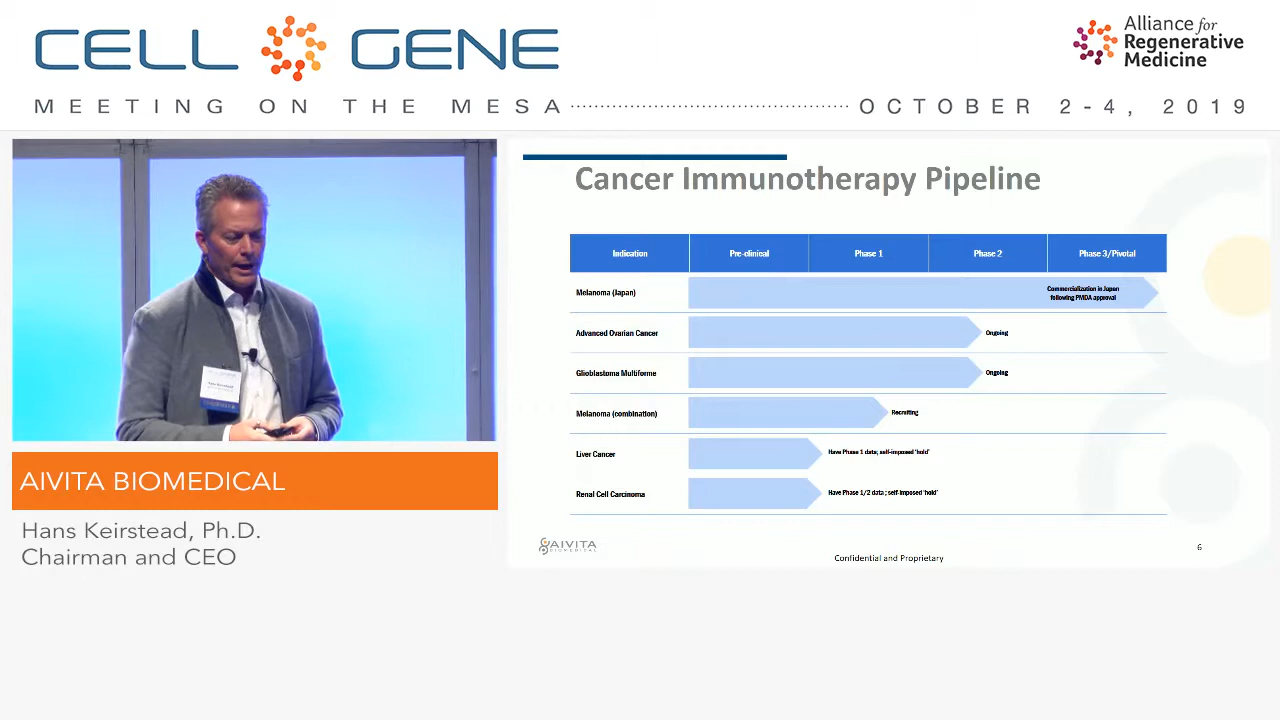 CELL GENE
Alliance for
Regenerative
Medicine
MEETING ON THE MESA
OCTOBER 2-4, 2019
Cancer Immunotherapy Pipeline
Indication Pre-clinical Phase 1 Phase 2 Phase 3/Pivotal
Melanoma (Japan)
Commercialization in Japan
following PMDA approval
Advanced Ovarian Cancer Ongoing
Glioblastoma Multiforme Ongoing
Melanoma (combination) Recruiting
Liver Cancer Have Phase 1 data; self-imposed 'hold'
Renal Cell Carcinoma Have Phase 1/2 data ; self-imposed 'hold'
AIVITA
BIOMEDICAL
Confidential and Proprietary
6
AIVITA BIOMEDICAL
Hans Keirstead, Ph.D.
Chairman and CEO